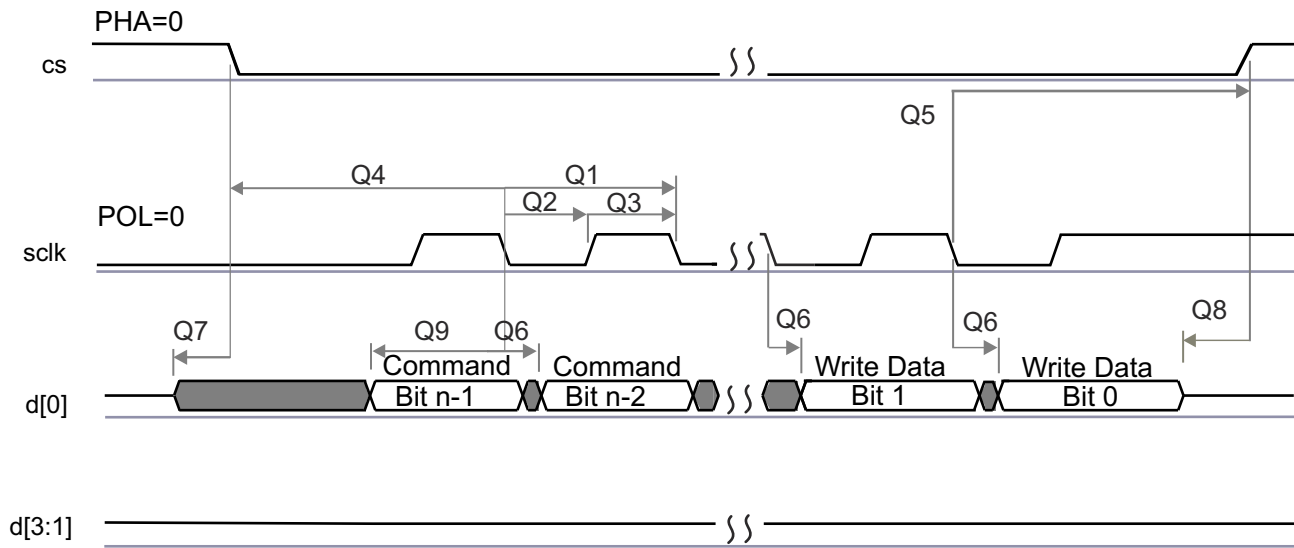 PHA=0
cs
Q5
Q4 Q1
Q2 Q3
POL=0
sclk
Q7 Q9 Q6 Q6 Q6 Q8
Command Command Write Data Write Data
d[0] Bit n-1 Bit n-2 Bit 1 Bit 0
d[3:1]